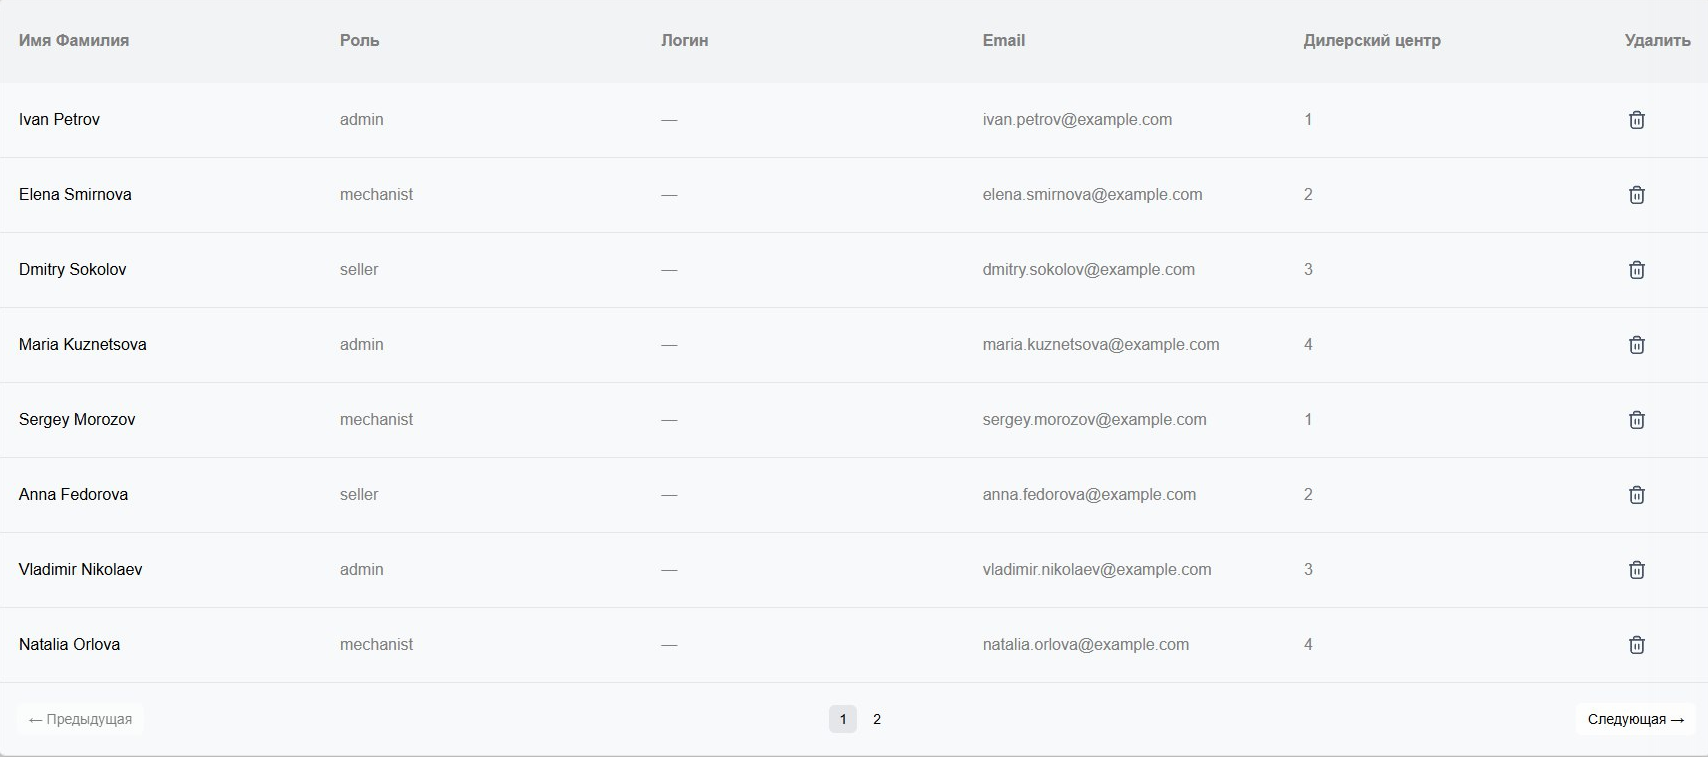 Имя Фамилия Роль Логин Email Дилерский центр Удалить
Ivan Petrov admin — ivan.petrov@example.com 1
Elena Smirnova mechanist — elena.smirnova@example.com 2
Dmitry Sokolov seller — dmitry.sokolov@example.com 3
Maria Kuznetsova admin — maria.kuznetsova@example.com 4
Sergey Morozov mechanist — sergey.morozov@example.com 1
Anna Fedorova seller — anna.fedorova@example.com 2
Vladimir Nikolaev admin — vladimir.nikolaev@example.com 3
Natalia Orlova mechanist — natalia.orlova@example.com 4
← Предыдущая 1 2 Следующая →